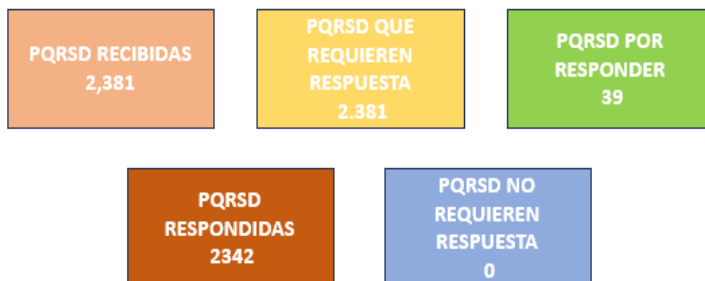 PQRSD RECIBIDAS
2,381
PQRSD QUE
REQUIEREN
RESPUESTA
2.381
PQRSD POR
RESPONDER
39
PQRSD
RESPONDIDAS
2342
PQRSD NO
REQUIEREN
RESPUESTA
0